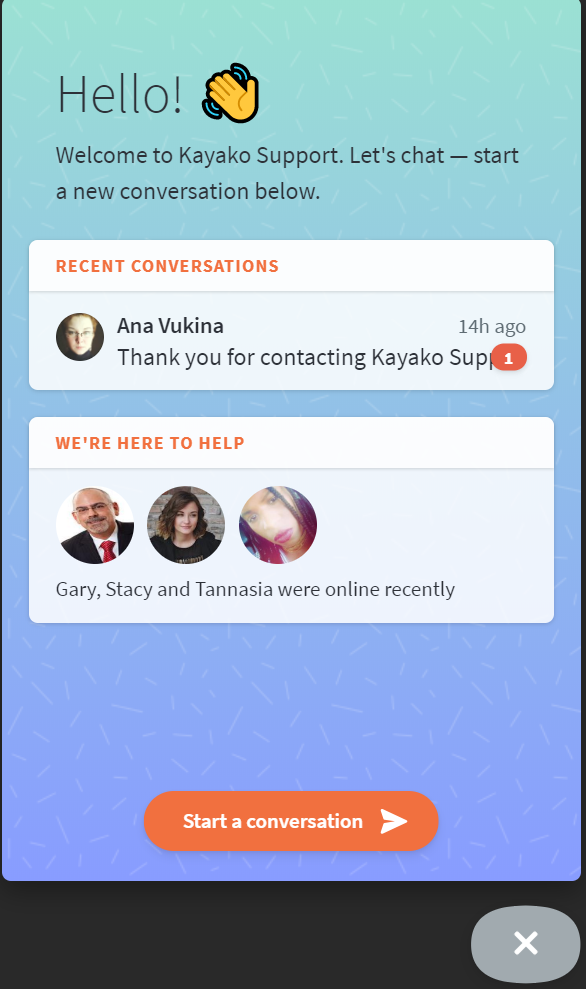 Hello!
Welcome to Kayako Support. Let's chat — start
a new conversation below.
RECENT CONVERSATIONS
Ana Vukina
14h ago
Thank you for contacting Kayako Supp
1
WE'RE HERE TO HELP
Gary, Stacy and Tannasia were online recently
Start a conversation